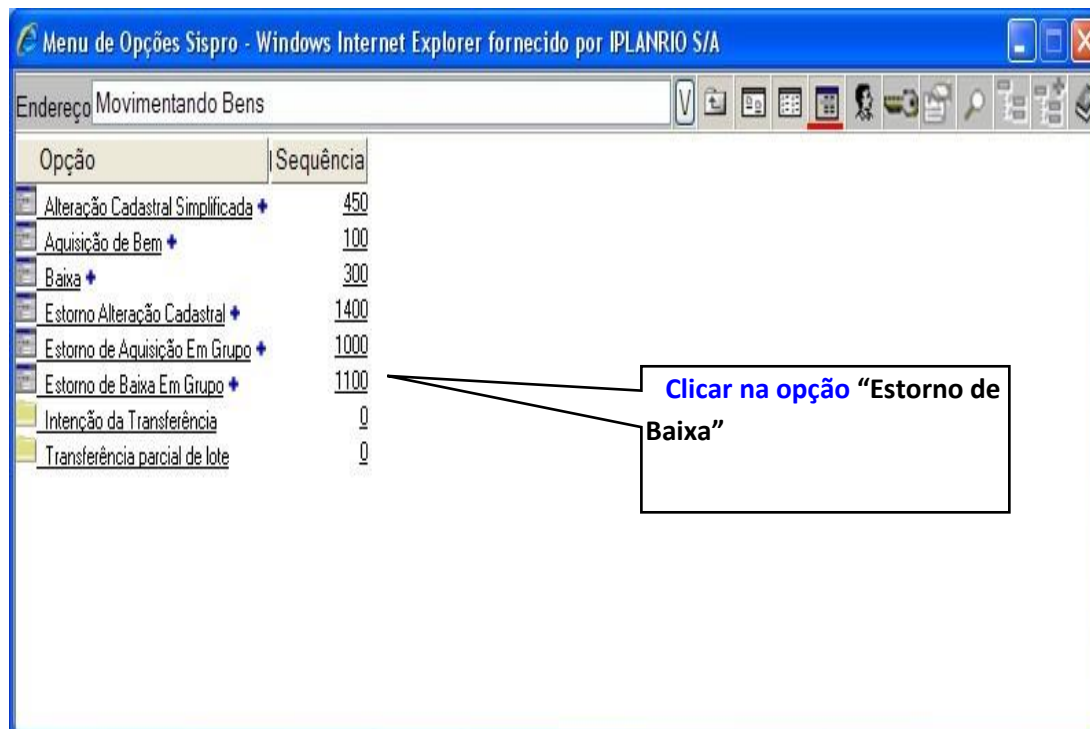 Menu de Opções Sispro - Windows Internet Explorer fornecido por IPLANRIO S/A
Endereço Movimentando Bens V
Opção Sequência
Alteração Cadastral Simplificada 450
Aquisição de Bem 100
Baixa 300
Estorno Alteração Cadastral 1400
Estorno de Aquisição Em Grupo 1000
Estorno de Baixa Em Grupo 1100
Intenção da Transferência 0
Transferência parcial de lote 0
Clicar na opção “Estorno de
Baixa”